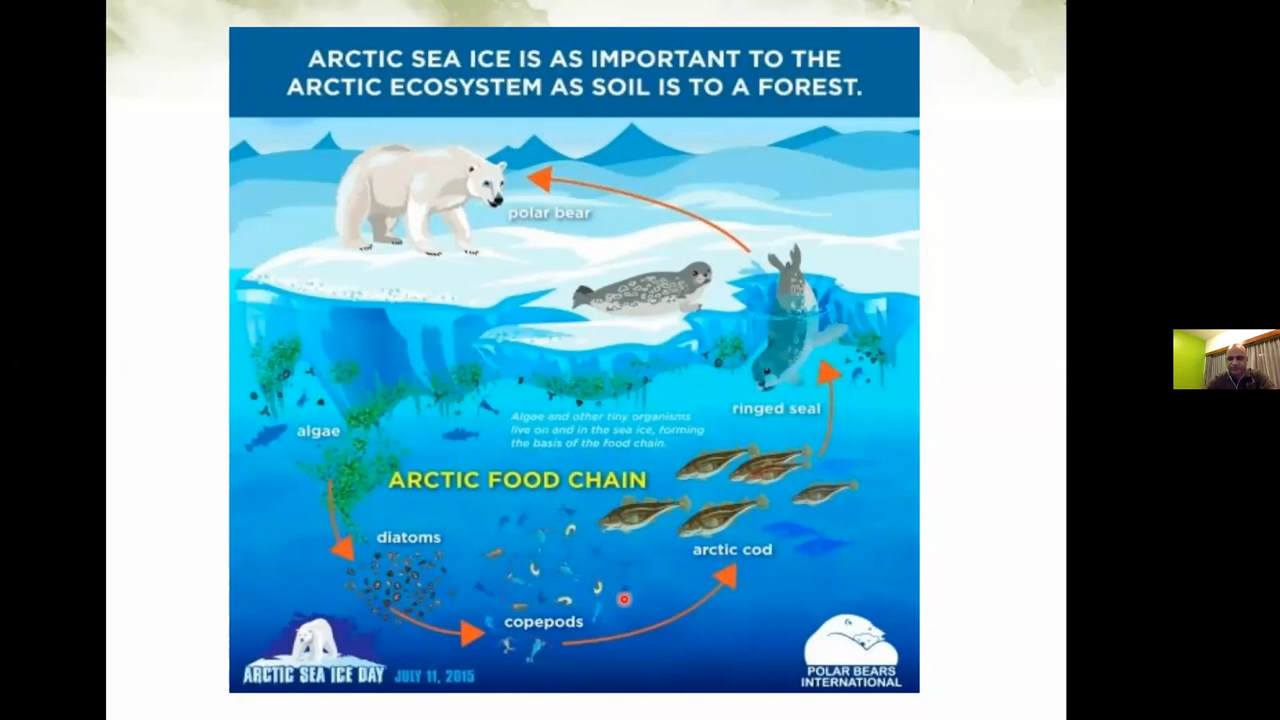 ARCTIC SEA ICE IS AS IMPORTANT TO THE
ARCTIC ECOSYSTEM AS SOIL IS TO A FOREST.
polar bear
ringed seal
algae
Algae and other tiny organisms
live on and in the sea ice, forming
the basis of the food chain.
ARCTIC FOOD CHAIN
diatoms
arctic cod
copepods
ARCTIC SEA ICE DAY JULY 11, 2015
POLAR BEARS
INTERNATIONAL